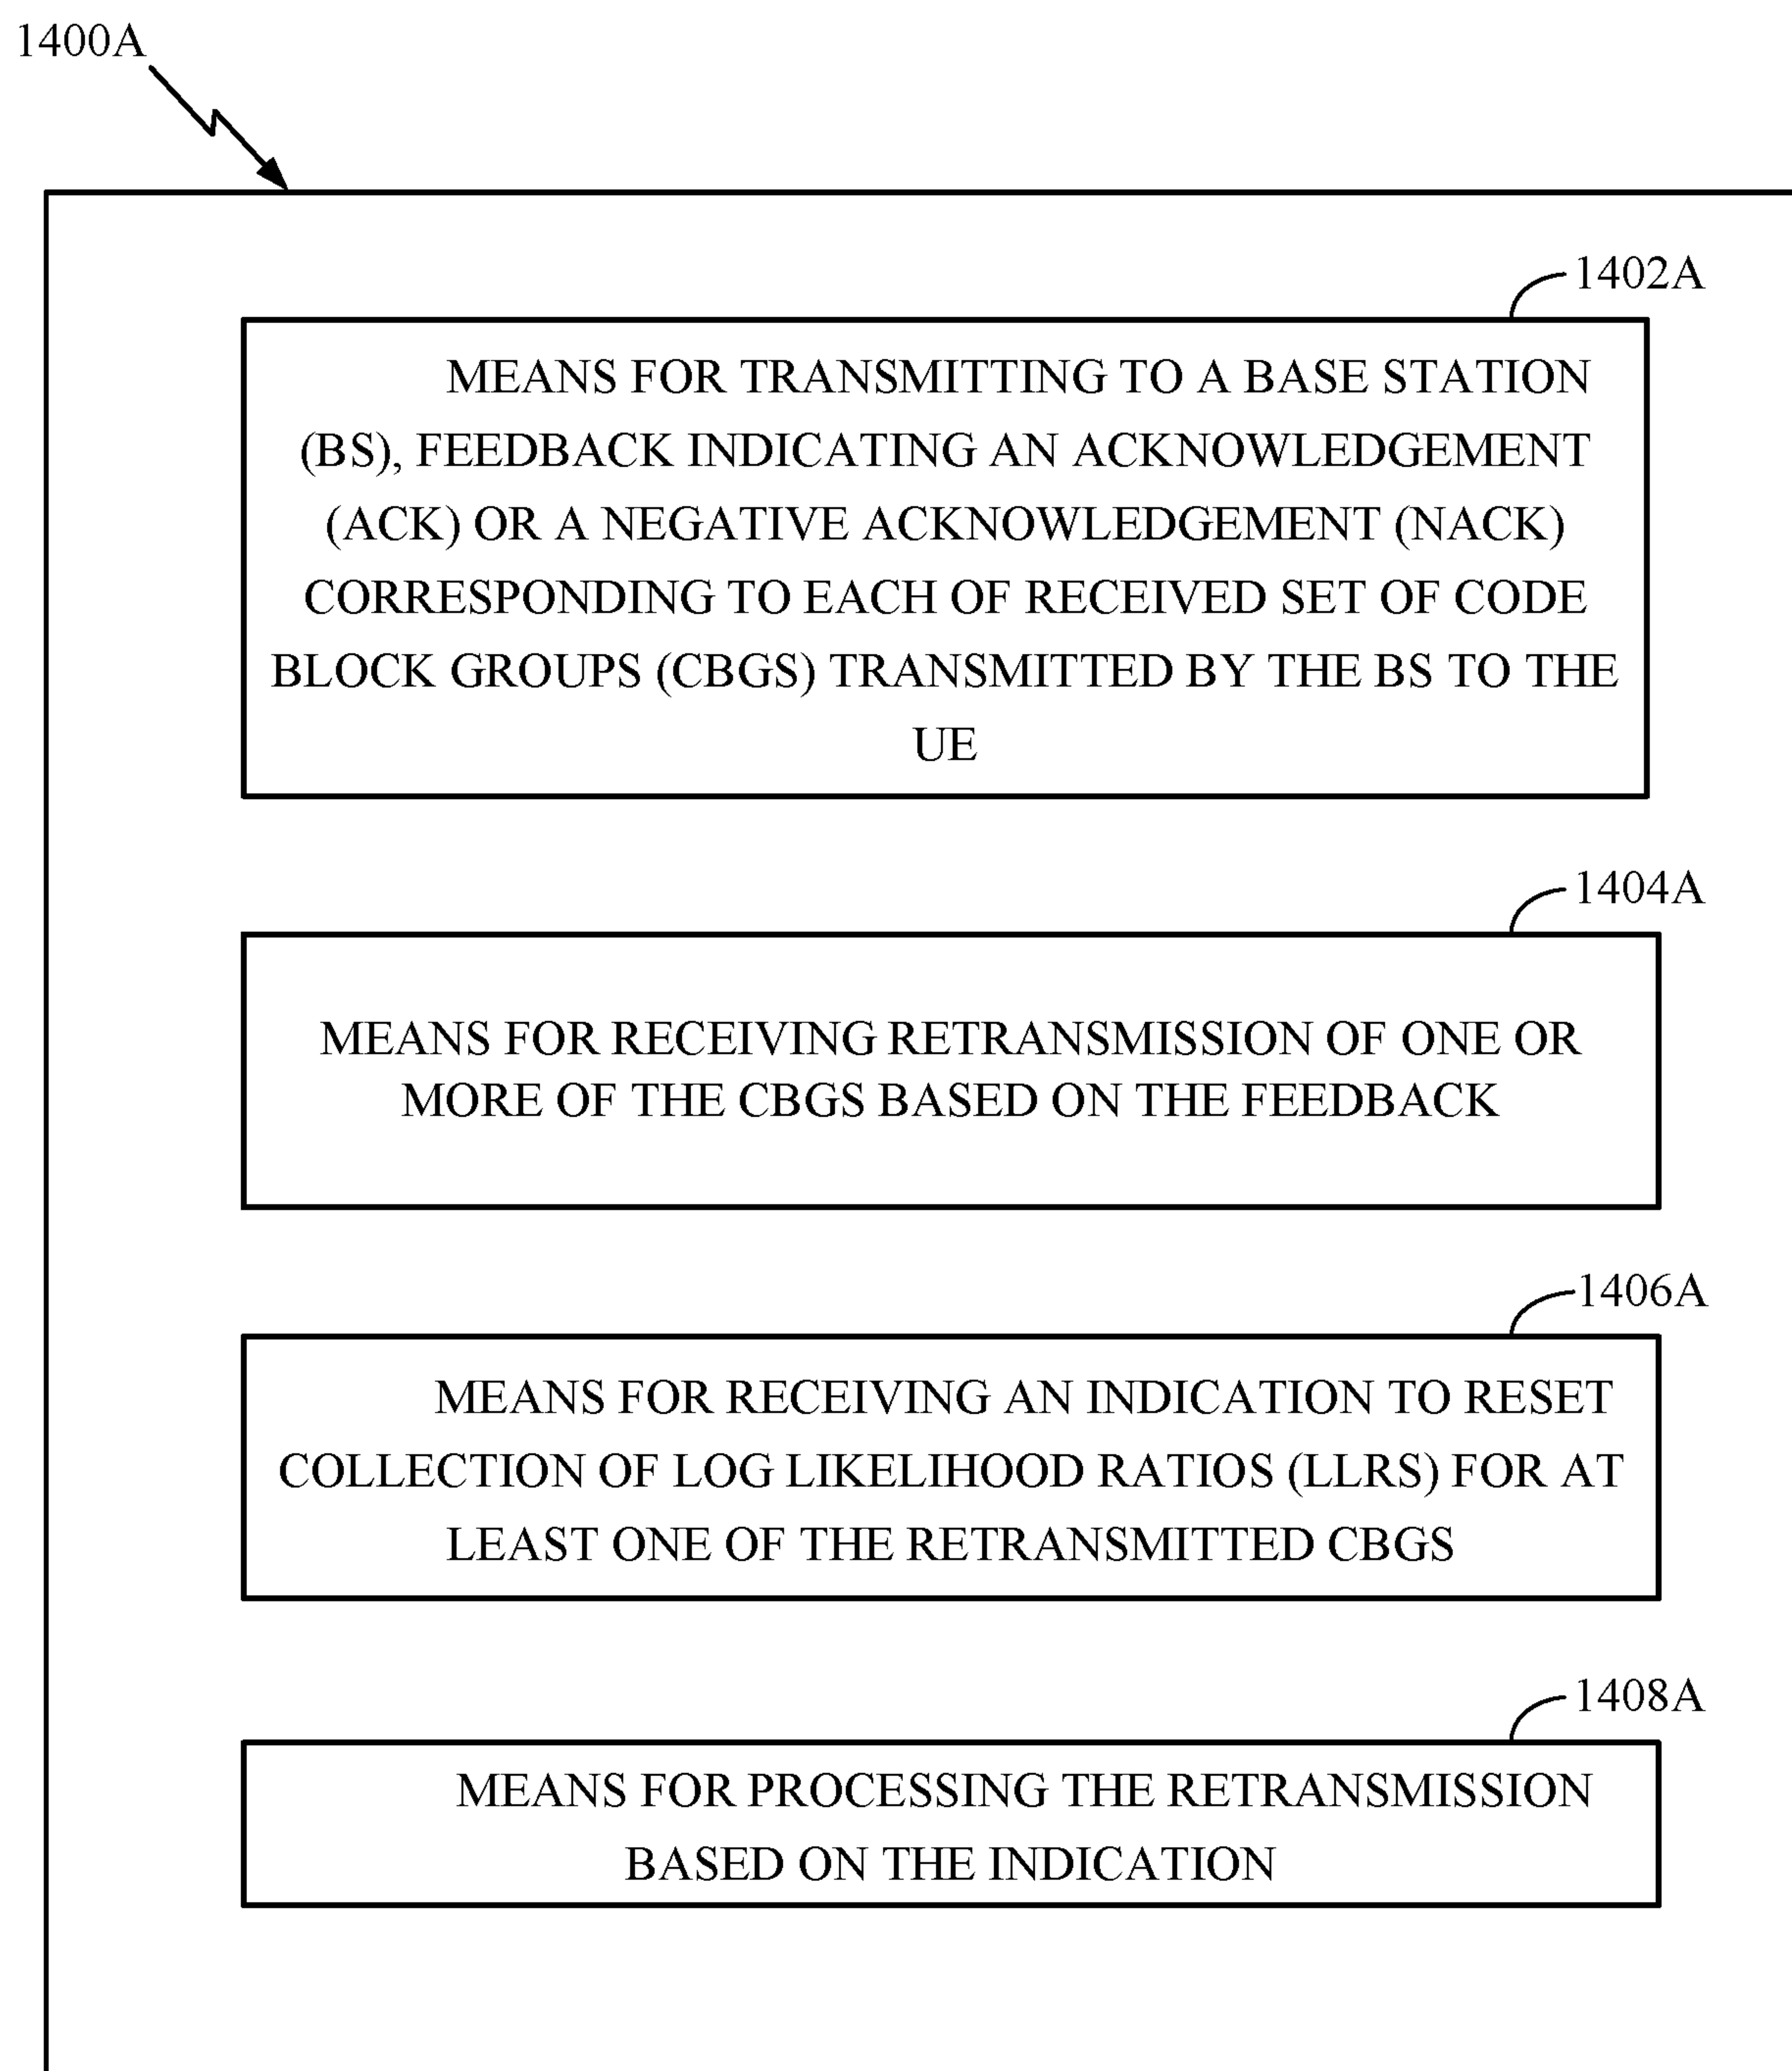 1400A
1402A
MEANS FOR TRANSMITTING TO A BASE STATION
(BS), FEEDBACK INDICATING AN ACKNOWLEDGEMENT
(ACK) OR A NEGATIVE ACKNOWLEDGEMENT (NACK)
CORRESPONDING TO EACH OF RECEIVED SET OF CODE
BLOCK GROUPS (CBGS) TRANSMITTED BY THE BS TO THE
UE
1404A
MEANS FOR RECEIVING RETRANSMISSION OF ONE OR
MORE OF THE CBGS BASED ON THE FEEDBACK
1406A
MEANS FOR RECEIVING AN INDICATION TO RESET
COLLECTION OF LOG LIKELIHOOD RATIOS (LLRS) FOR AT
LEAST ONE OF THE RETRANSMITTED CBGS
1408A
MEANS FOR PROCESSING THE RETRANSMISSION
BASED ON THE INDICATION